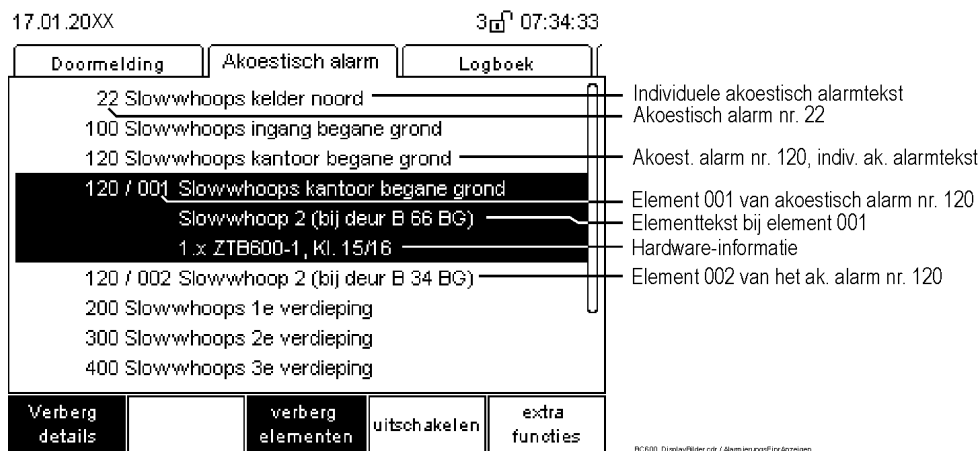 17.01.20XX 3 07:34:33
Doormelding Akoestisch alarm Logboek
22 Slowwhoops kelder noord
Individuele akoestisch alarmtekst
Akoestisch alarm nr. 22
100 Slowwhoops ingang begane grond
120 Slowwhoops kantoor begane grond
Akoest. alarm nr. 120, indiv. ak. alarmtekst
120 / 001 Slowwhoops kantoor begane grond
Element 001 van akoestisch alarm nr. 120
Slowwhoop 2 (bij deur B 66 BG)
Elementtekst bij element 001
1.x ZTB600-1, Kl. 15/16
Hardware-informatie
120 / 002 Slowwhoop 2 (bij deur B 34 BG)
Element 002 van het ak. alarm nr. 120
200 Slowwhoops 1e verdieping
300 Slowwhoops 2e verdieping
400 Slowwhoops 3e verdieping
Verberg details
verberg elementen
uitschakelen
extra functies
BC600_DisplayBilder.cdr / AlarmierungsEinrAnzeigen